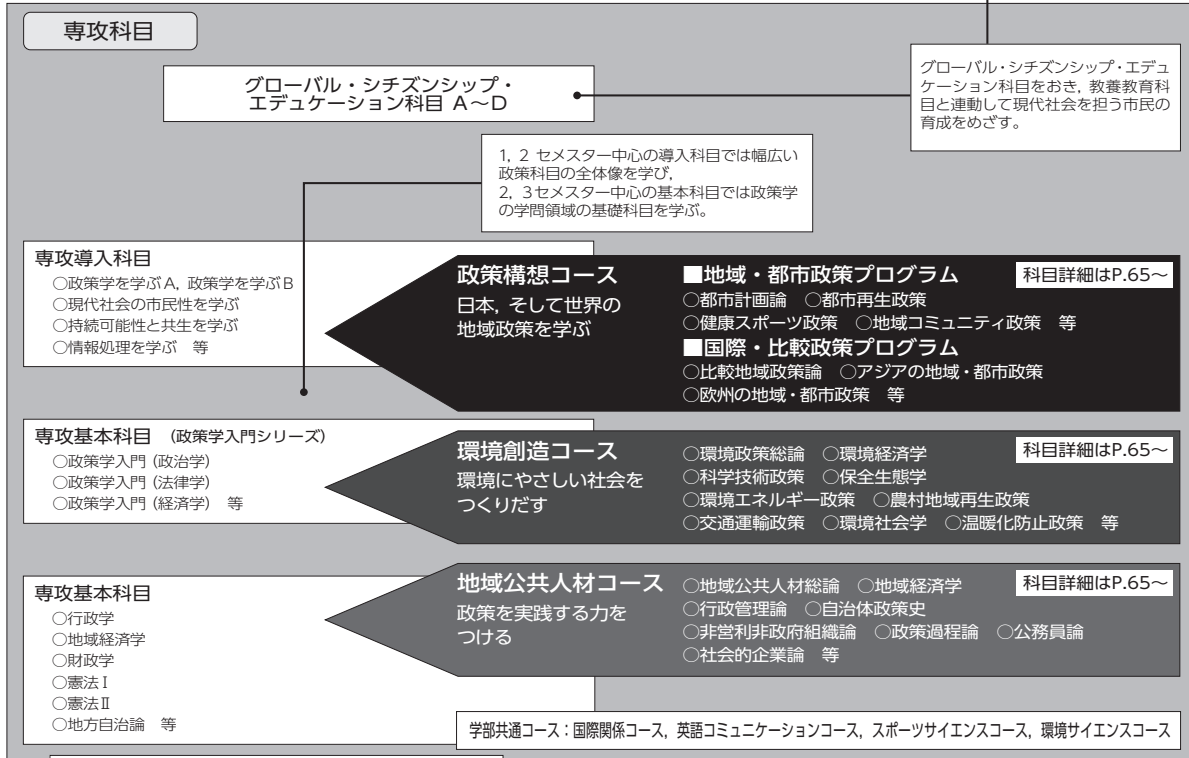 専攻科目
グローバル・シチズンシップ・
エデュケーション科目 A〜D
グローバル・シチズンシップ・エデュ
ケーション科目をおき, 教養教育科
目と連動して現代社会を担う市民の
育成をめざす。
1, 2 セメスター中心の導入科目では幅広い
政策科目の全体像を学び,
2, 3セメスター中心の基本科目では政策学
の学問領域の基礎科目を学ぶ。
専攻導入科目
○政策学を学ぶA, 政策学を学ぶB
○現代社会の市民性を学ぶ
○持続可能性と共生を学ぶ
○情報処理を学ぶ 等
政策構想コース
日本, そして世界の
地域政策を学ぶ
■地域・都市政策プログラム
科目詳細はP.65〜
○都市計画論 ○都市再生政策
○健康スポーツ政策 ○地域コミュニティ政策 等
■国際・比較政策プログラム
○比較地域政策論 ○アジアの地域・都市政策
○欧州の地域・都市政策 等
専攻基本科目 (政策学入門シリーズ)
○政策学入門 (政治学)
○政策学入門 (法律学)
○政策学入門 (経済学) 等
環境創造コース
環境にやさしい社会を
つくりだす
○環境政策総論 ○環境経済学
科目詳細はP.65〜
○科学技術政策 ○保全生態学
○環境エネルギー政策 ○農村地域再生政策
○交通運輸政策 ○環境社会学 ○温暖化防止政策 等
専攻基本科目
○行政学
○地域経済学
○財政学
○憲法Ⅰ
○憲法Ⅱ
○地方自治論 等
地域公共人材コース
政策を実践する力を
つける
○地域公共人材総論 ○地域経済学
科目詳細はP.65〜
○行政管理論 ○自治体政策史
○非営利非政府組織論 ○政策過程論 ○公務員論
○社会的企業論 等
学部共通コース：国際関係コース, 英語コミュニケーションコース, スポーツサイエンスコース, 環境サイエンスコース